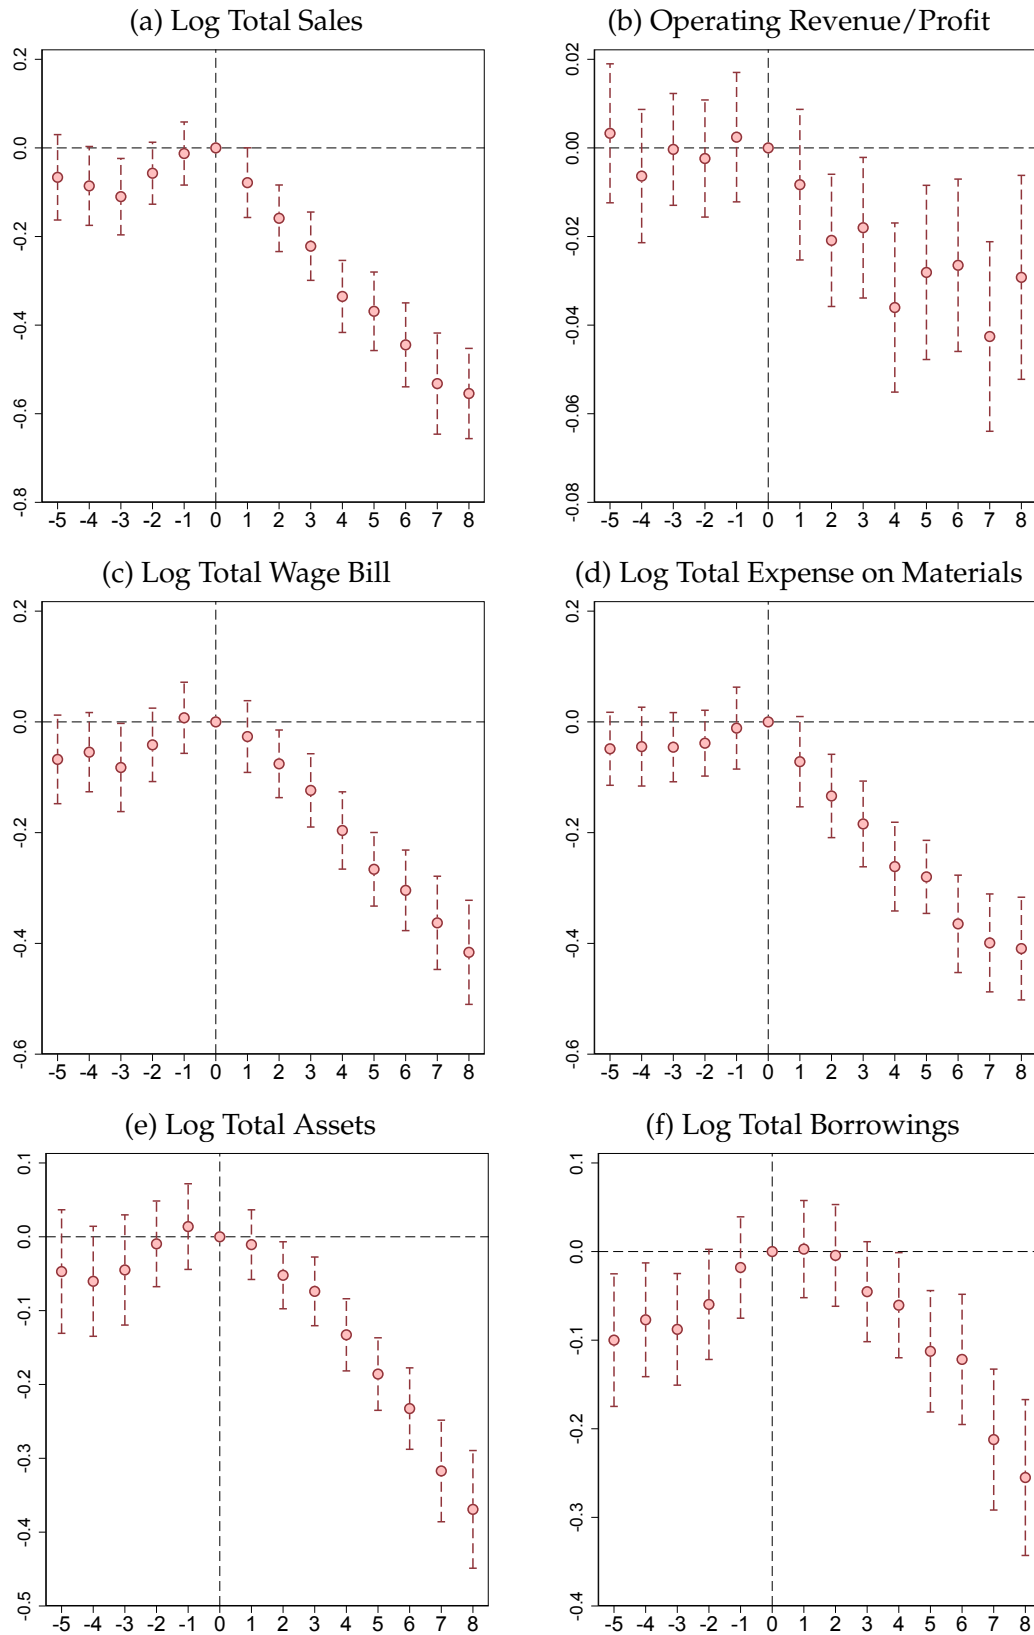 (a) Log Total Sales
0.2
0.0
-0.2
-0.4
-0.6
-0.8
-5 -4 -3 -2 -1 0 1 2 3 4 5 6 7 8
(b) Operating Revenue/Profit
0.02
0.00
-0.02
-0.04
-0.06
-0.08
-5 -4 -3 -2 -1 0 1 2 3 4 5 6 7 8
(c) Log Total Wage Bill
0.2
0.0
-0.2
-0.4
-0.6
-5 -4 -3 -2 -1 0 1 2 3 4 5 6 7 8
(d) Log Total Expense on Materials
0.2
0.0
-0.2
-0.4
-0.6
-5 -4 -3 -2 -1 0 1 2 3 4 5 6 7 8
(e) Log Total Assets
0.1
0.0
-0.1
-0.2
-0.3
-0.4
-0.5
-5 -4 -3 -2 -1 0 1 2 3 4 5 6 7 8
(f) Log Total Borrowings
0.1
0.0
-0.1
-0.2
-0.3
-0.4
-5 -4 -3 -2 -1 0 1 2 3 4 5 6 7 8